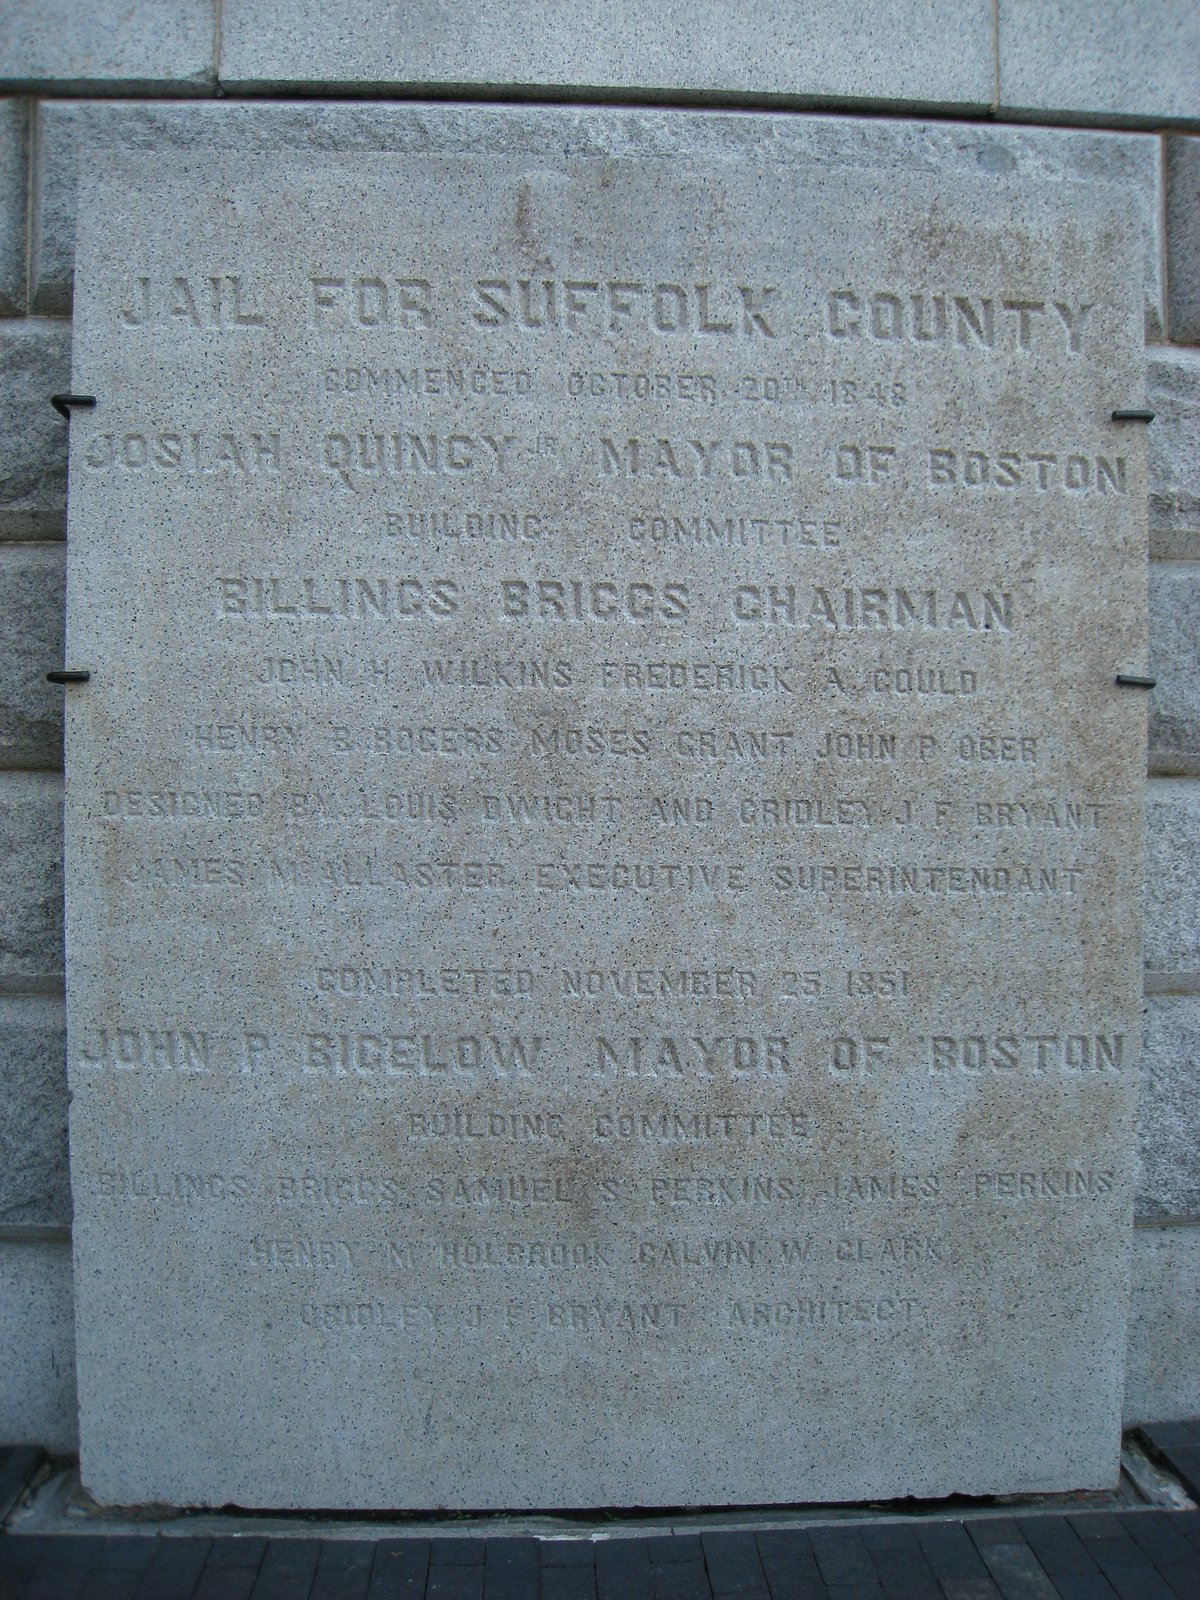 JAIL FOR SUFFOLK COUNTY
COMMENCED OCTOBER 20TH 1848
JOSIAH QUINCY JR MAYOR OF BOSTON
BUILDING COMMITTEE
BILLINGS BRIGGS CHAIRMAN
JOHN H WILKINS FREDERICK A GOULD
HENRY B ROGERS MOSES GRANT JOHN P OBER
DESIGNED BY LOUIS DWIGHT AND GRIDLEY J F BRYANT
JAMES MCALLASTER EXECUTIVE SUPERINTENDANT
COMPLETED NOVEMBER 25 1851
JOHN P BIGELOW MAYOR OF BOSTON
BUILDING COMMITTEE
BILLINGS BRIGGS SAMUEL S PERKINS JAMES PERKINS
HENRY M HOLBROOK CALVIN W CLARK
GRIDLEY J F BRYANT ARCHITECT